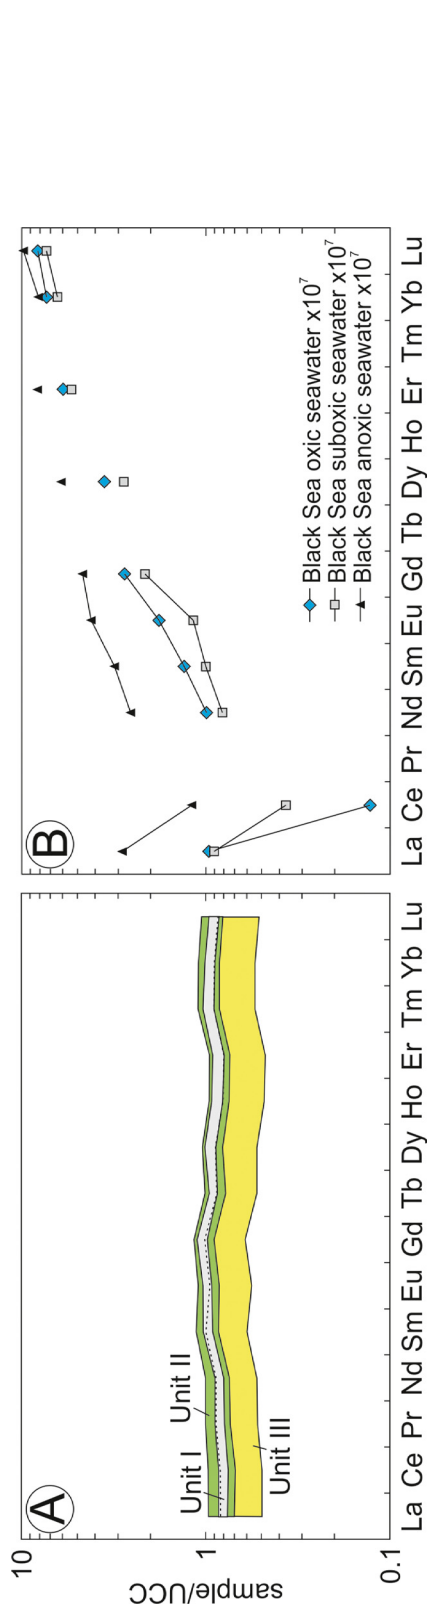 A
10
1
0.1
sample/UCC
Unit I
Unit II
Unit III
La Ce Pr Nd Sm Eu Gd Tb Dy Ho Er Tm Yb Lu
B
Black Sea oxic seawater x10⁷
Black Sea suboxic seawater x10⁷
Black Sea anoxic seawater x10⁷
La Ce Pr Nd Sm Eu Gd Tb Dy Ho Er Tm Yb Lu